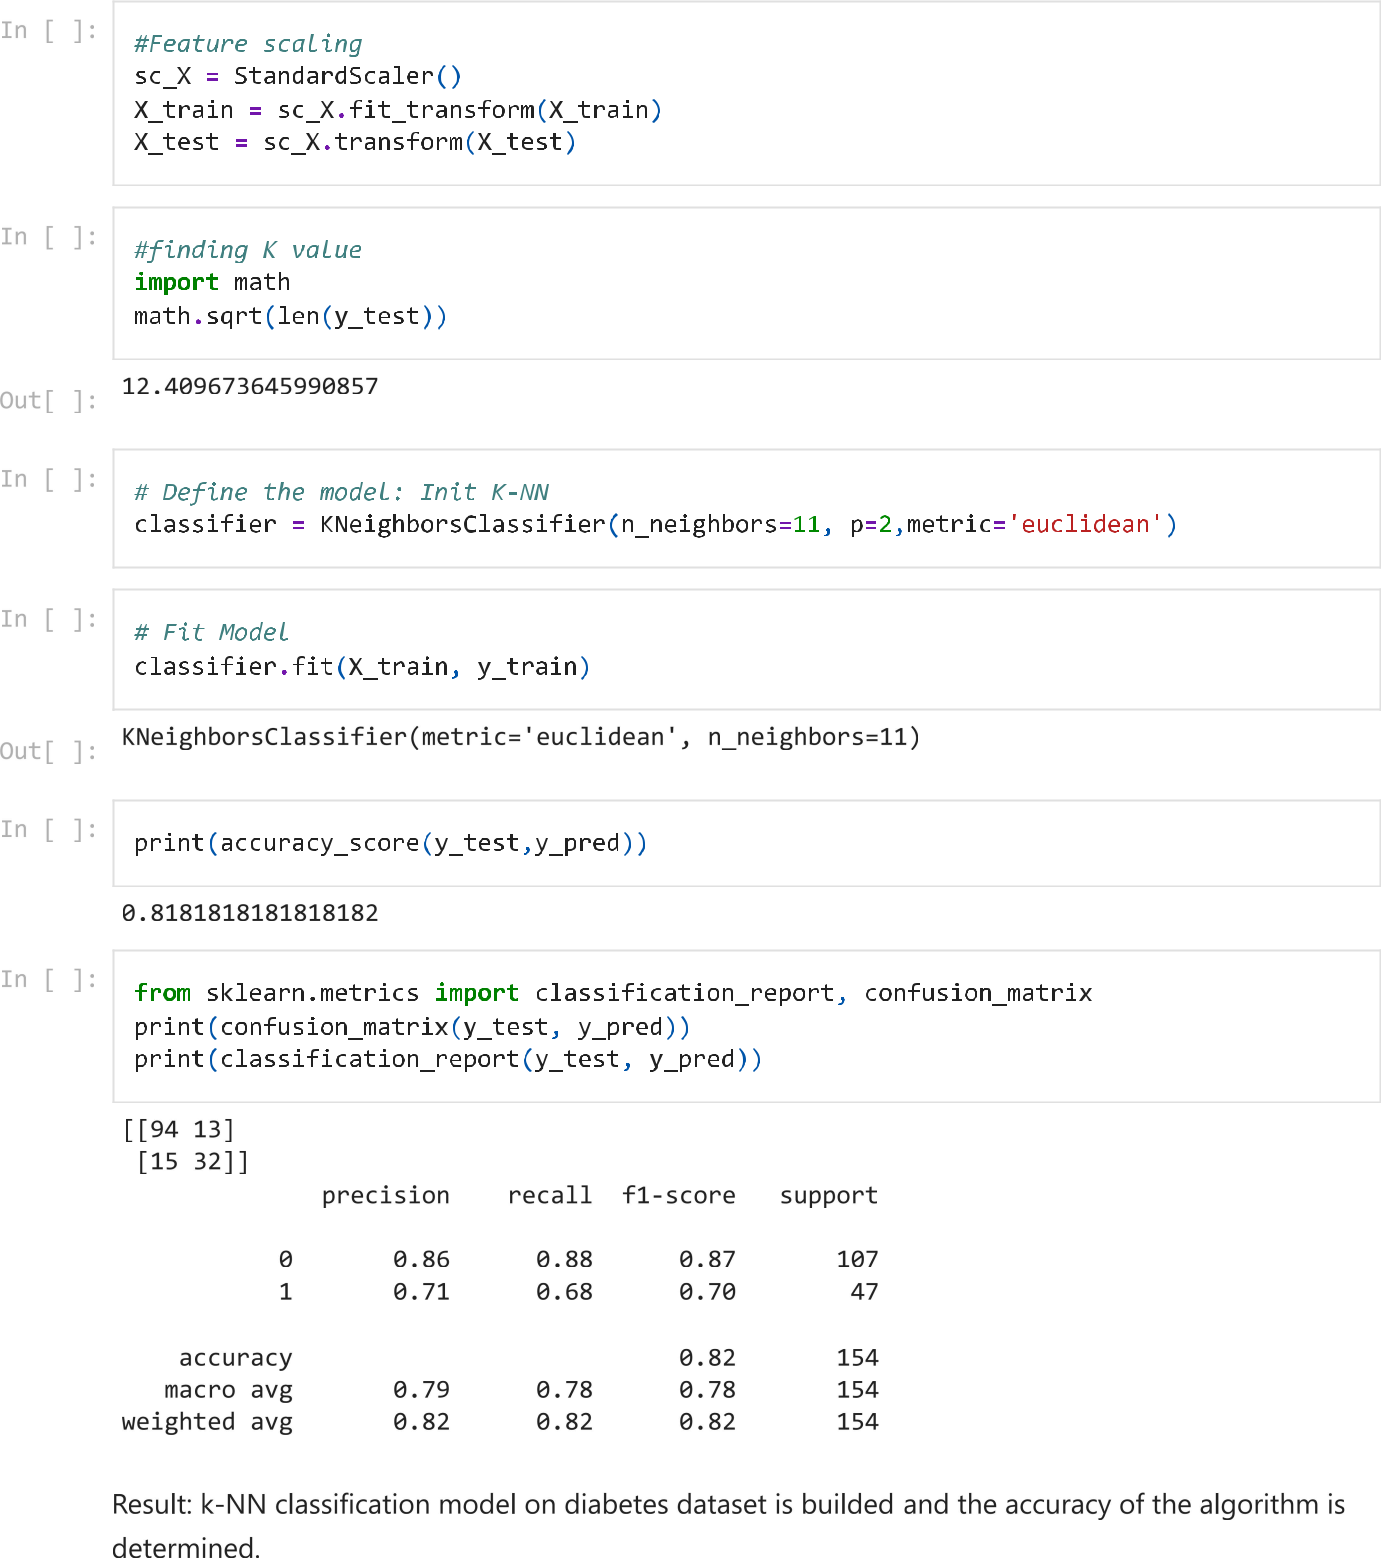 In [ ]:
#Feature scaling
sc_X = StandardScaler()
X_train = sc_X.fit_transform(X_train)
X_test = sc_X.transform(X_test)
In [ ]:
#finding K value
import math
math.sqrt(len(y_test))
12.409673645990857
Out[ ]:
In [ ]:
# Define the model: Init K-NN
classifier = KNeighborsClassifier(n_neighbors=11, p=2,metric='euclidean')
In [ ]:
# Fit Model
classifier.fit(X_train, y_train)
KNeighborsClassifier(metric='euclidean', n_neighbors=11)
Out[ ]:
In [ ]:
print(accuracy_score(y_test,y_pred))
0.8181818181818182
In [ ]:
from sklearn.metrics import classification_report, confusion_matrix
print(confusion_matrix(y_test, y_pred))
print(classification_report(y_test, y_pred))
[[94 13]
 [15 32]]
              precision    recall  f1-score   support
           0       0.86      0.88      0.87       107
           1       0.71      0.68      0.70        47
    accuracy                           0.82       154
   macro avg       0.79      0.78      0.78       154
weighted avg       0.82      0.82      0.82       154
Result: k-NN classification model on diabetes dataset is builded and the accuracy of the algorithm is
determined.